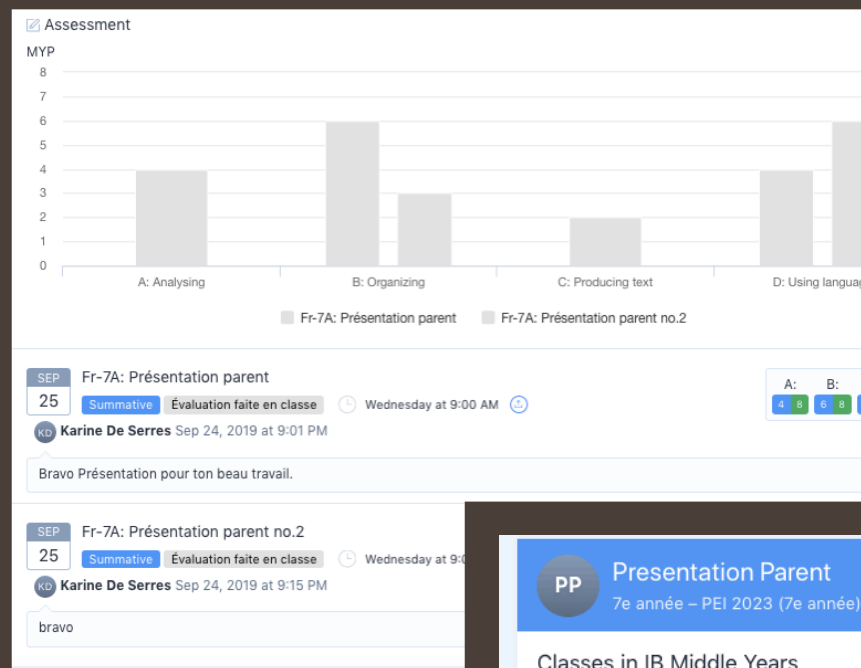 Assessment
MYP
8
7
6
5
4
3
2
1
0
A: Analysing
B: Organizing
C: Producing text
D: Using
Fr-7A: Présentation parent
Fr-7A: Présentation parent no.2
SEP
25
Fr-7A: Présentation parent
Summative Évaluation faite en classe Wednesday at 9:00 AM
A: B:
4 8 6 8
KD Karine De Serres Sep 24, 2019 at 9:01 PM
Bravo Présentation pour ton beau travail.
SEP
25
Fr-7A: Présentation parent no.2
Summative Évaluation faite en classe Wednesday at
KD Karine De Serres Sep 24, 2019 at 9:15 PM
bravo
PP
Presentation Parent
7e année – PEI 2023 (7e année)
Classes in IB Middle Years